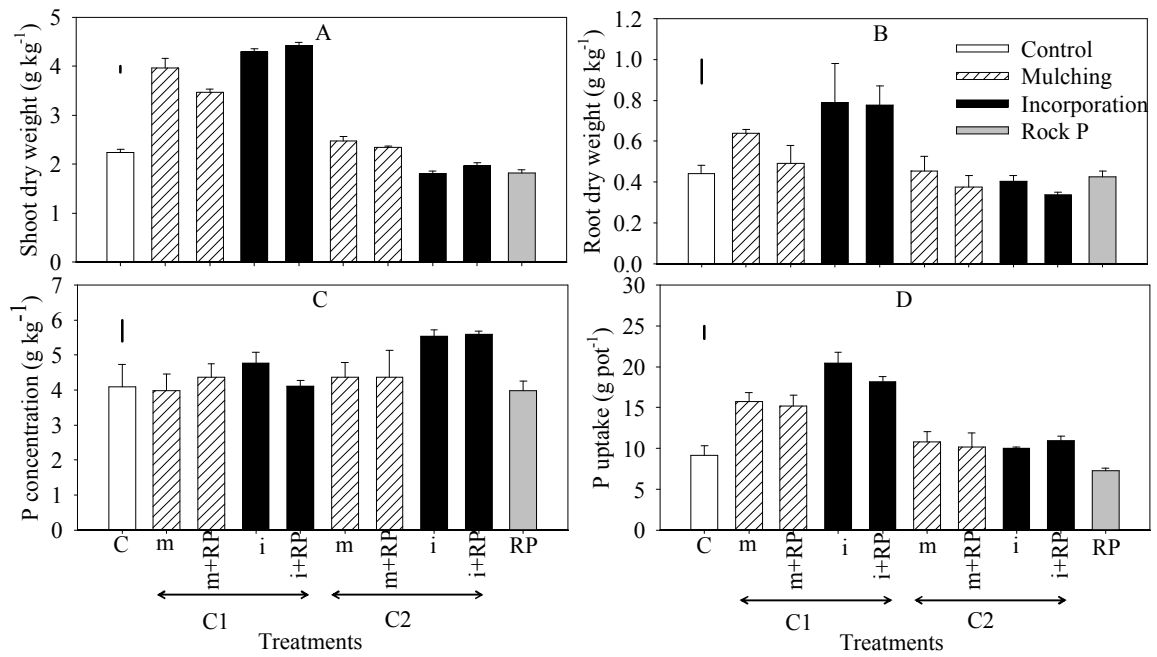 A
Shoot dry weight (g kg⁻¹)
5
4
3
2
1
0
B
Root dry weight (g kg⁻¹)
1.2
1.0
0.8
0.6
0.4
0.2
0.0
Control
Mulching
Incorporation
Rock P
C
P concentration (g kg⁻¹)
7
6
5
4
3
2
1
0
C
m
m+RP
i
i+RP
m
m+RP
i
i+RP
RP
C1
C2
Treatments
D
P uptake (g pot⁻¹)
30
25
20
15
10
5
0
C
m
m+RP
i
i+RP
m
m+RP
i
i+RP
RP
C1
C2
Treatments